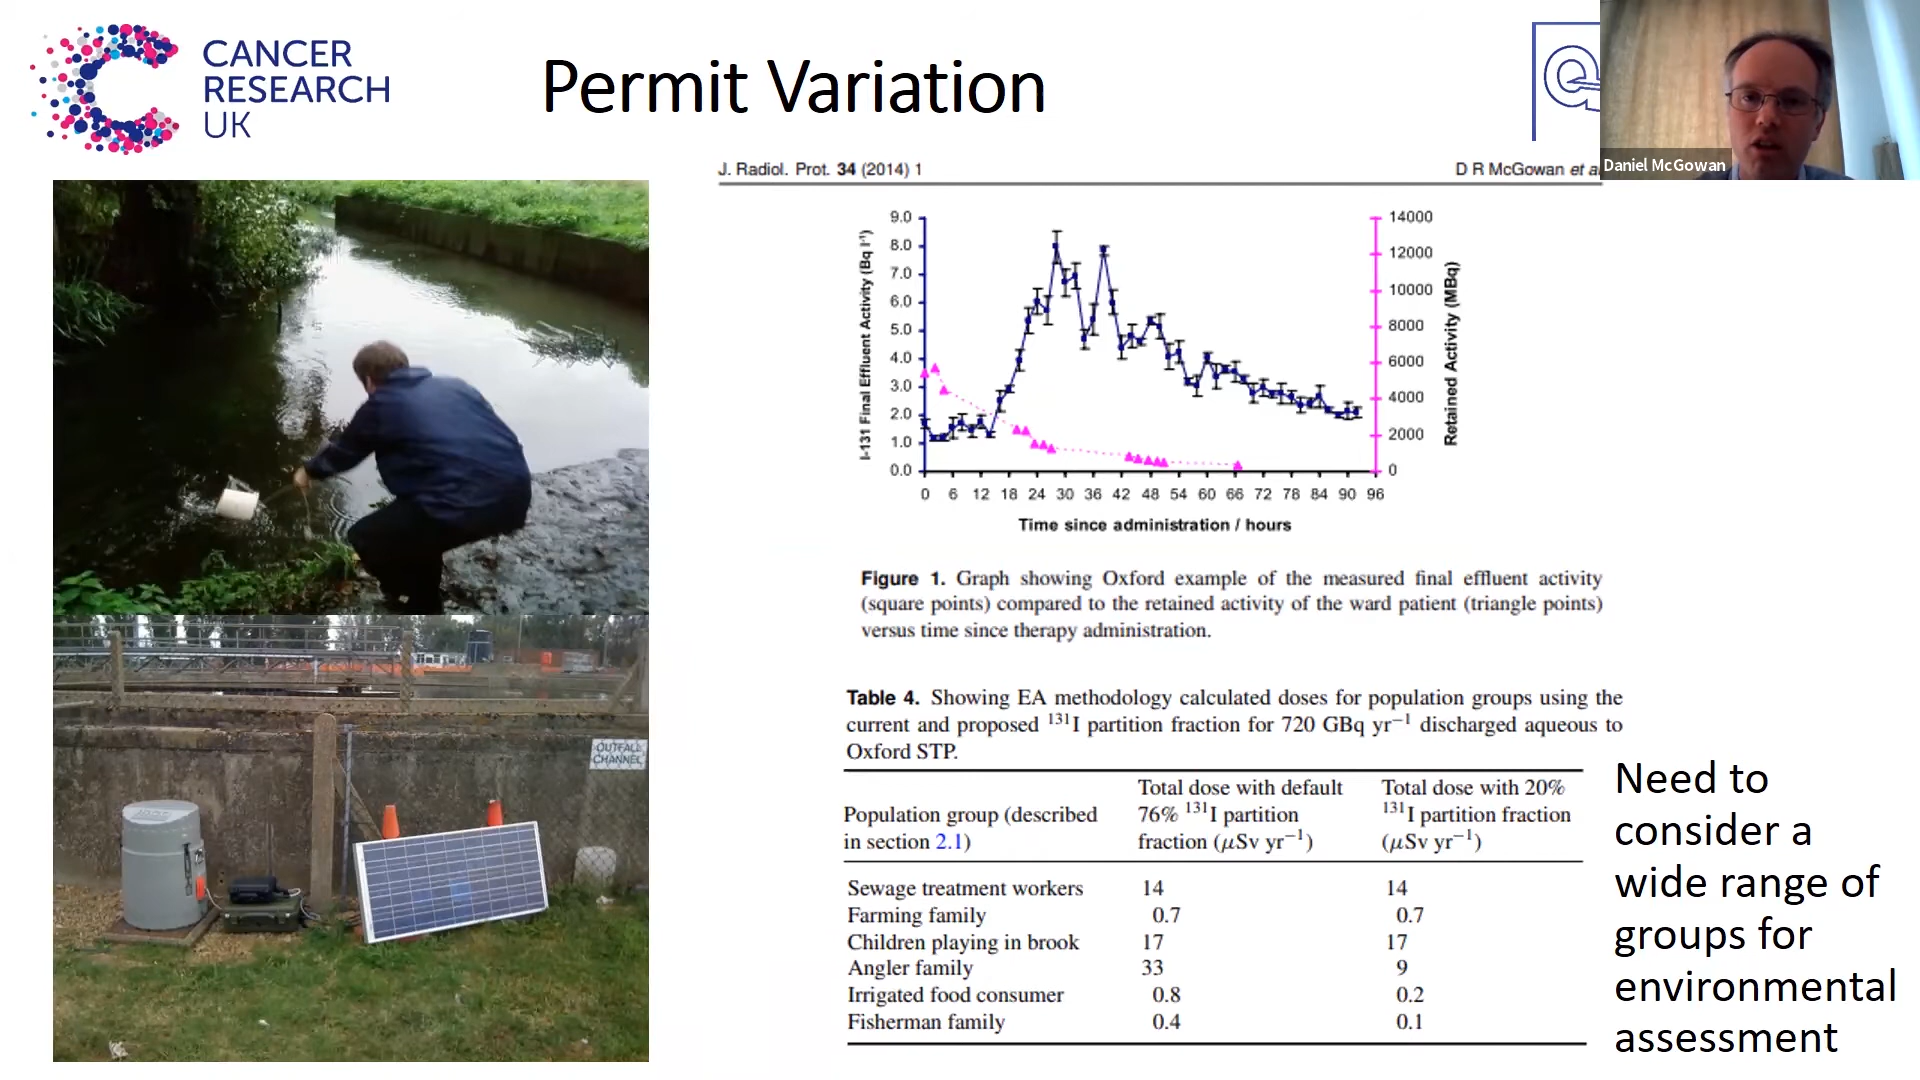 CANCER
RESEARCH
UK
Permit Variation
Daniel McGowan
J. Radiol. Prot. 34 (2014) 1
D R McGowan et a
I-131 Final Effluent Activity (Bq l⁻¹)
9.0
8.0
7.0
6.0
5.0
4.0
3.0
2.0
1.0
0.0
14000
12000
10000
8000
6000
4000
2000
0
Retained Activity (MBq)
0 6 12 18 24 30 36 42 48 54 60 66 72 78 84 90 96
Time since administration / hours
Figure 1. Graph showing Oxford example of the measured final effluent activity
(square points) compared to the retained activity of the ward patient (triangle points)
versus time since therapy administration.
OUTFALL
CHANNEL
Table 4. Showing EA methodology calculated doses for population groups using the
current and proposed ¹³¹I partition fraction for 720 GBq yr⁻¹ discharged aqueous to
Oxford STP.
Population group (described
in section 2.1)
Total dose with default
76% ¹³¹I partition
fraction (μSv yr⁻¹)
Total dose with 20%
¹³¹I partition fraction
(μSv yr⁻¹)
Sewage treatment workers 14 14
Farming family 0.7 0.7
Children playing in brook 17 17
Angler family 33 9
Irrigated food consumer 0.8 0.2
Fisherman family 0.4 0.1
Need to
consider a
wide range of
groups for
environmental
assessment